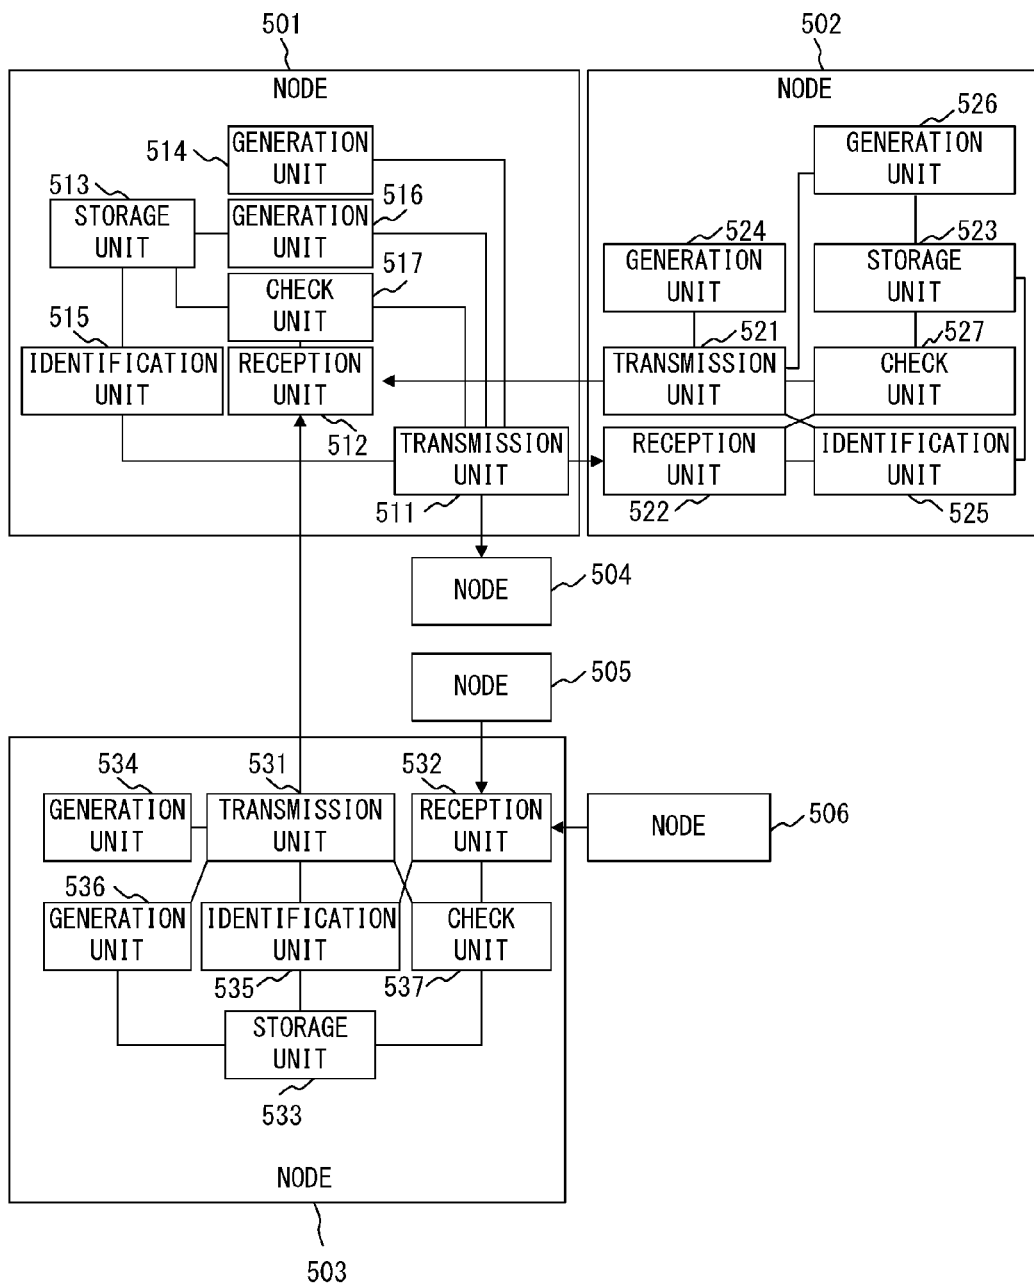 501
502
NODE
NODE
526
514
GENERATION
UNIT
GENERATION
UNIT
513
516
STORAGE
UNIT
GENERATION
UNIT
524
523
517
GENERATION
UNIT
STORAGE
UNIT
CHECK
UNIT
515
521
527
IDENTIFICATION
UNIT
RECEPTION
UNIT
TRANSMISSION
UNIT
CHECK
UNIT
512
TRANSMISSION
UNIT
RECEPTION
UNIT
IDENTIFICATION
UNIT
511
522
525
NODE
504
NODE
505
534
531
532
GENERATION
UNIT
TRANSMISSION
UNIT
RECEPTION
UNIT
NODE
506
536
GENERATION
UNIT
IDENTIFICATION
UNIT
CHECK
UNIT
535
537
STORAGE
UNIT
533
NODE
503